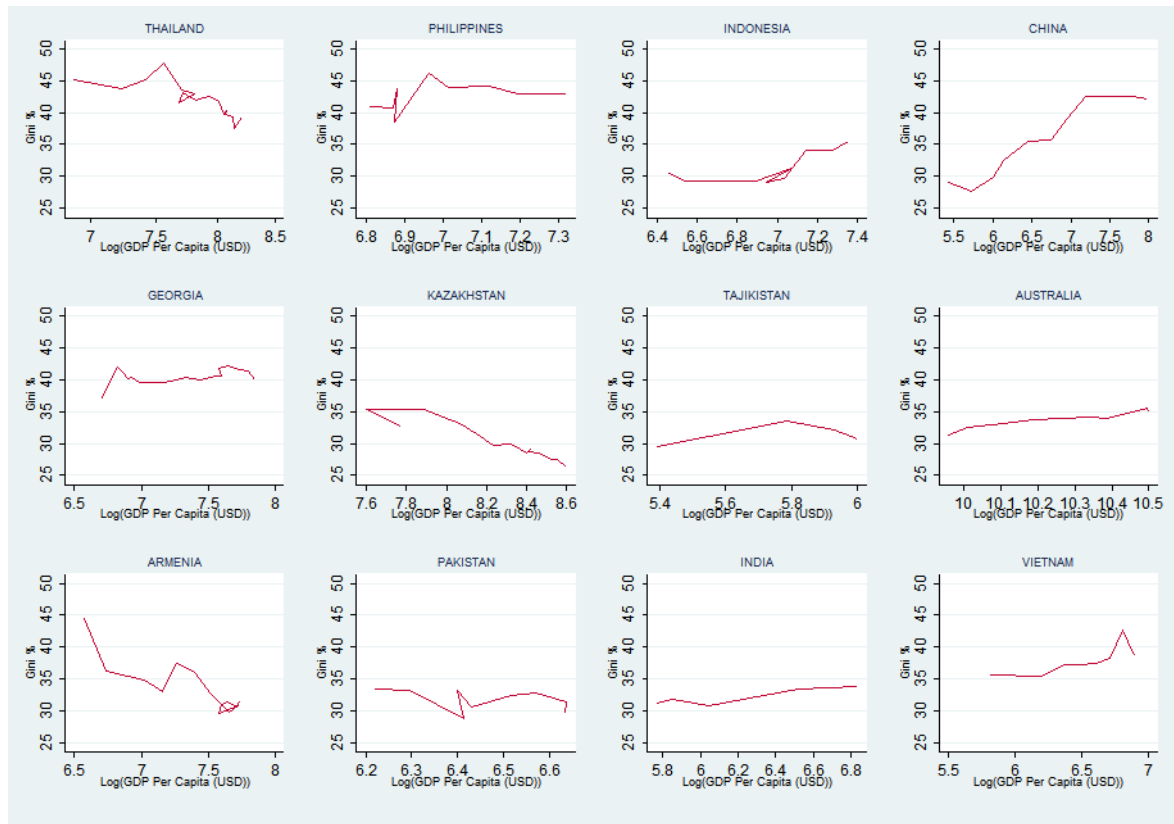 THAILAND
50
45
40
35
30
25
Gini %
7 7.5 8 8.5
Log(GDP Per Capita (USD))
PHILIPPINES
50
45
40
35
30
25
Gini %
6.8 6.9 7 7.1 7.2 7.3
Log(GDP Per Capita (USD))
INDONESIA
50
45
40
35
30
25
Gini %
6.4 6.6 6.8 7 7.2 7.4
Log(GDP Per Capita (USD))
CHINA
50
45
40
35
30
25
Gini %
5.5 6 6.5 7 7.5 8
Log(GDP Per Capita (USD))
GEORGIA
50
45
40
35
30
25
Gini %
6.5 7 7.5 8
Log(GDP Per Capita (USD))
KAZAKHSTAN
50
45
40
35
30
25
Gini %
7.6 7.8 8 8.2 8.4 8.6
Log(GDP Per Capita (USD))
TAJIKISTAN
50
45
40
35
30
25
Gini %
5.4 5.6 5.8 6
Log(GDP Per Capita (USD))
AUSTRALIA
50
45
40
35
30
25
Gini %
10 10.1 10.2 10.3 10.4 10.5
Log(GDP Per Capita (USD))
ARMENIA
50
45
40
35
30
25
Gini %
6.5 7 7.5 8
Log(GDP Per Capita (USD))
PAKISTAN
50
45
40
35
30
25
Gini %
6.2 6.3 6.4 6.5 6.6
Log(GDP Per Capita (USD))
INDIA
50
45
40
35
30
25
Gini %
5.8 6 6.2 6.4 6.6 6.8
Log(GDP Per Capita (USD))
VIETNAM
50
45
40
35
30
25
Gini %
5.5 6 6.5 7
Log(GDP Per Capita (USD))